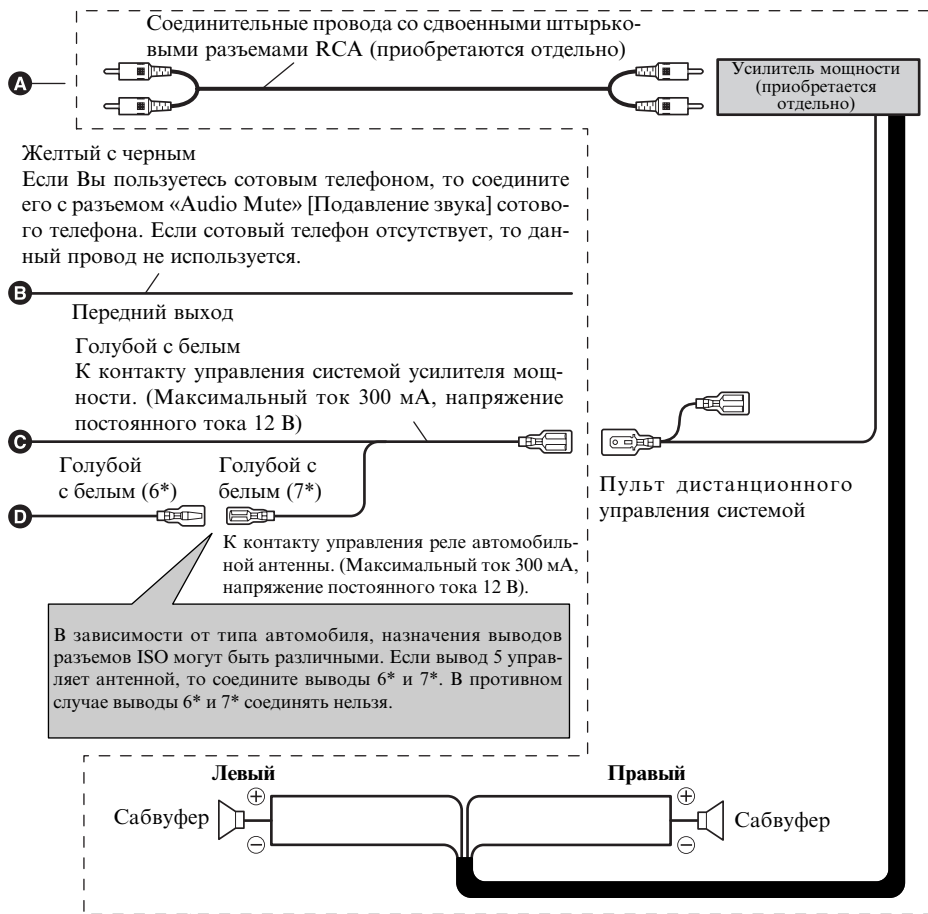 Соединительные провода со сдвоенными штырько-
выми разъемами RCA (приобретаются отдельно)
A
Усилитель мощности
(приобретается
отдельно)
Желтый с черным
Если Вы пользуетесь сотовым телефоном, то соедините
его с разъемом «Audio Mute» [Подавление звука] сотово-
го телефона. Если сотовый телефон отсутствует, то дан-
ный провод не используется.
B
Передний выход
Голубой с белым
К контакту управления системой усилителя мощ-
ности. (Максимальный ток 300 мА, напряжение
постоянного тока 12 В)
C
Голубой
с белым (6*)
Голубой с
белым (7*)
D
Пульт дистанционного
управления системой
К контакту управления реле автомобиль-
ной антенны. (Максимальный ток 300 мА,
напряжение постоянного тока 12 В).
В зависимости от типа автомобиля, назначения выводов
разъемов ISO могут быть различными. Если вывод 5 управ-
ляет антенной, то соедините выводы 6* и 7*. В противном
случае выводы 6* и 7* соединять нельзя.
Левый
Правый
+
+
Сабвуфер
Сабвуфер
−
−